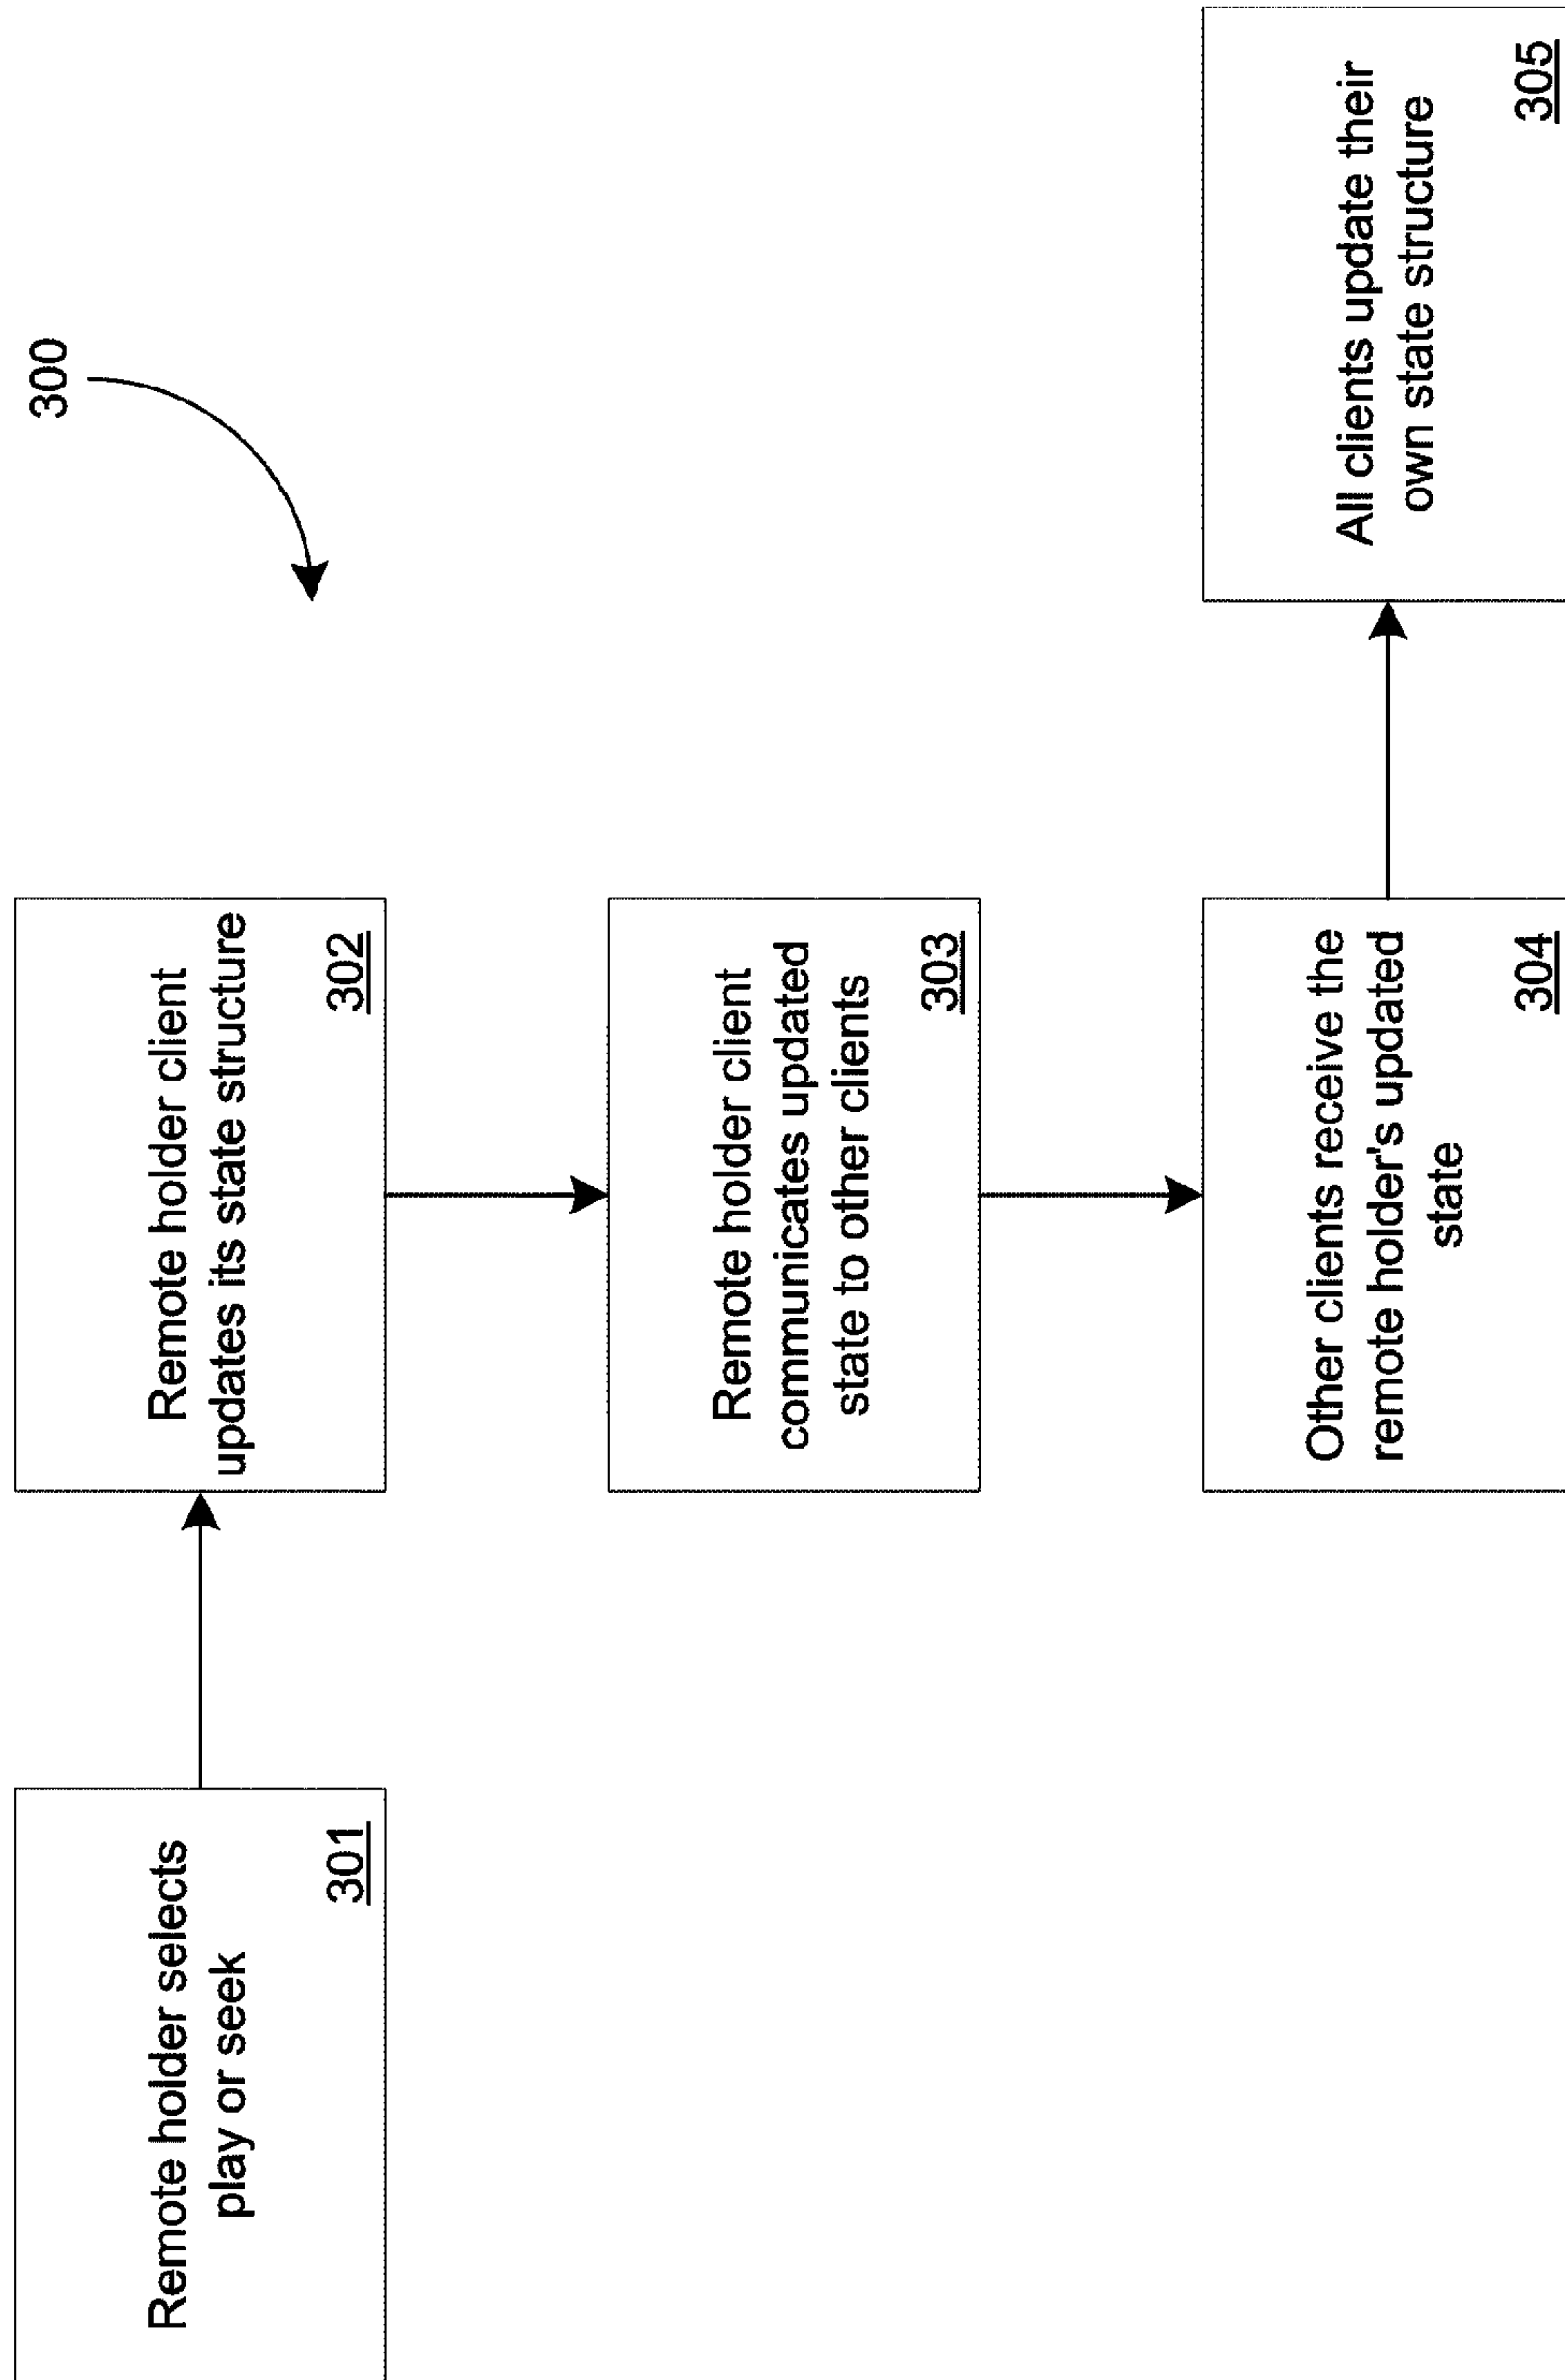 300
Remote holder selects
play or seek
301
Remote holder client
updates its state structure
302
Remote holder client
communicates updated
state to other clients
303
Other clients receive the
remote holder's updated
state
304
All clients update their
own state structure
305